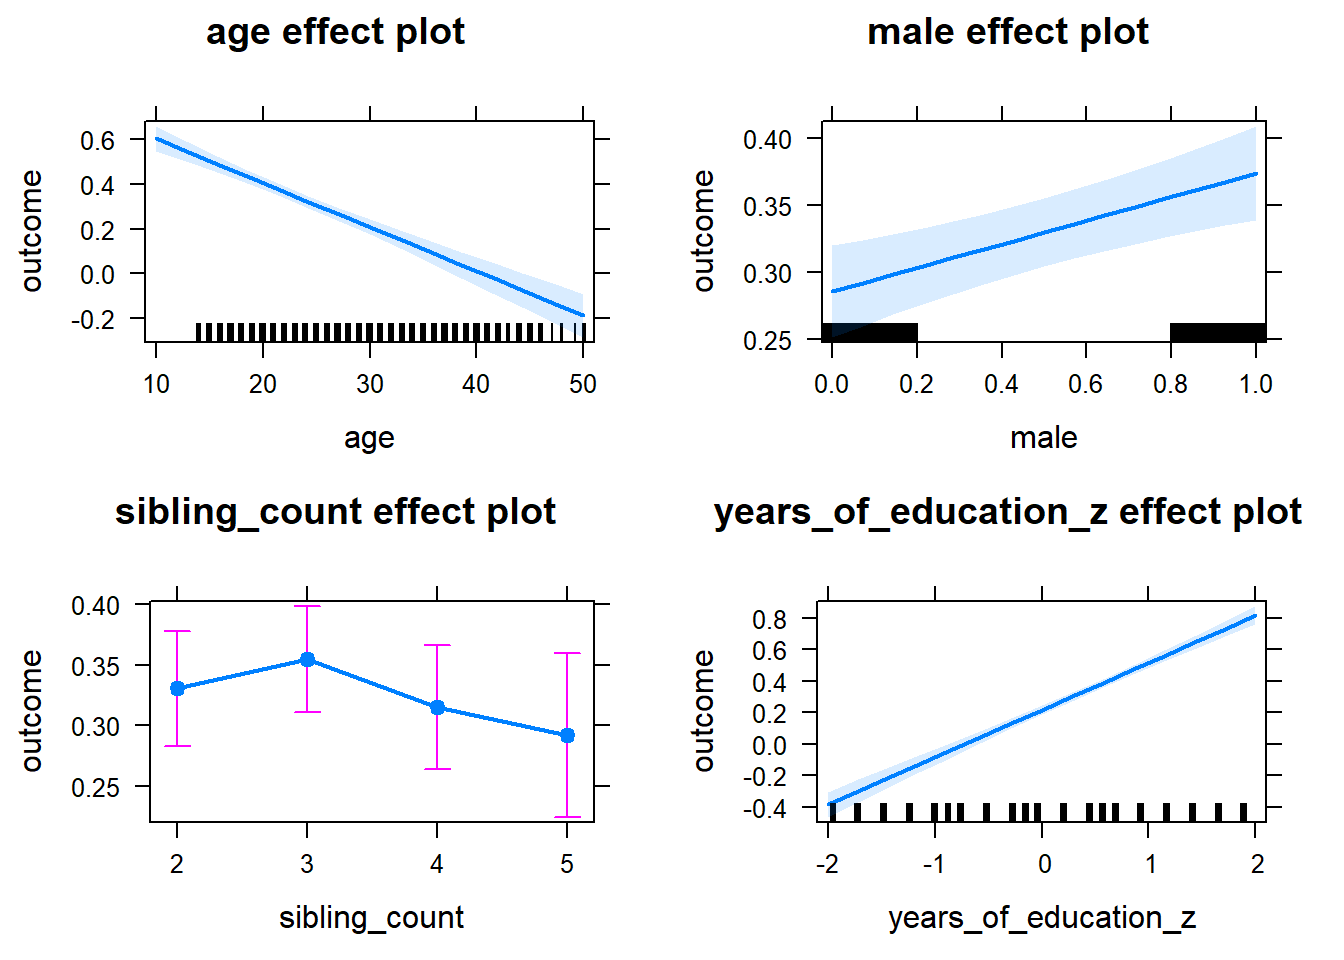 age effect plot
outcome
0.6
0.4
0.2
0.0
-0.2
10 20 30 40 50
age
male effect plot
outcome
0.40
0.35
0.30
0.25
0.0 0.2 0.4 0.6 0.8 1.0
male
sibling_count effect plot
outcome
0.40
0.35
0.30
0.25
2 3 4 5
sibling_count
years_of_education_z effect plot
outcome
0.8
0.6
0.4
0.2
0.0
-0.2
-0.4
-2 -1 0 1 2
years_of_education_z